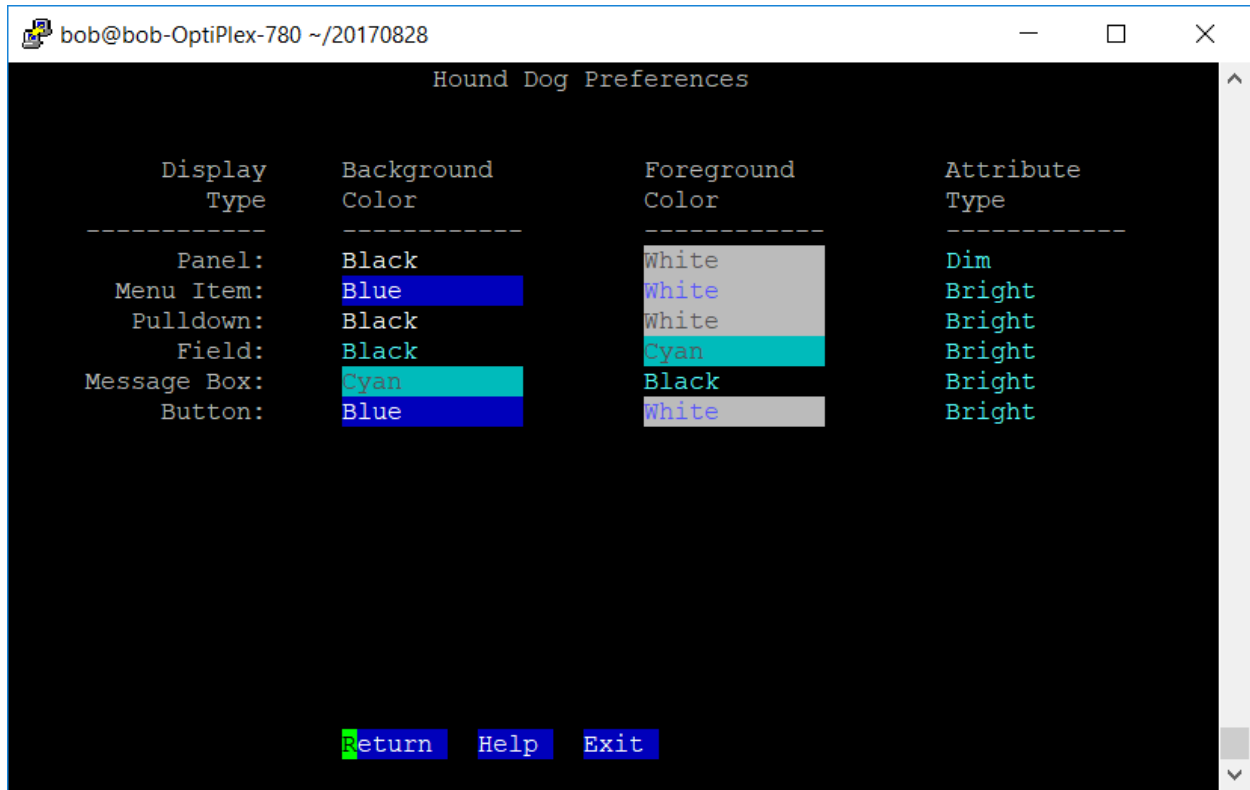 bob@bob-OptiPlex-780 ~/20170828
Hound Dog Preferences
Display Background Foreground Attribute
Type Color Color Type
------------ ------------ ------------ ------------
Panel: Black White Dim
Menu Item: Blue White Bright
Pulldown: Black White Bright
Field: Black Cyan Bright
Message Box: Cyan Black Bright
Button: Blue White Bright
Return Help Exit